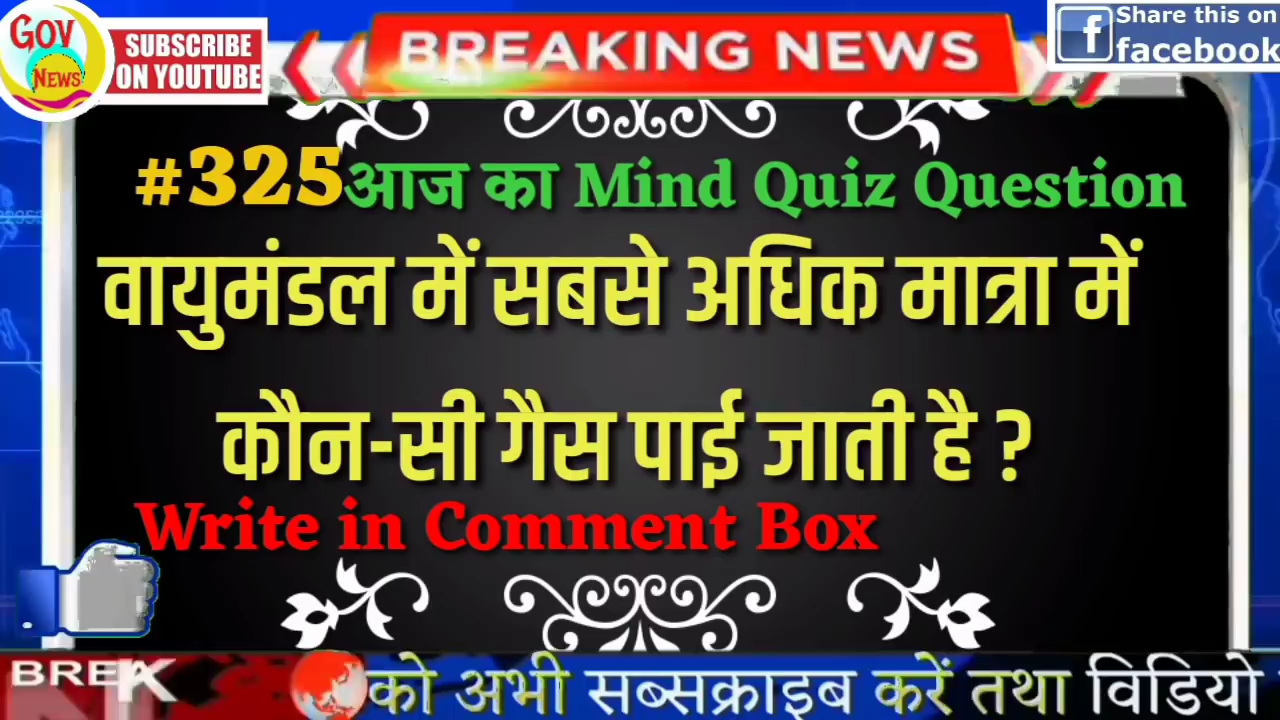 GOV
NEWS
SUBSCRIBE
ON YOUTUBE
BREAKING NEWS
Share this on
facebook
#325आज का Mind Quiz Question
वायुमंडल में सबसे अधिक मात्रा में
कौन-सी गैस पाई जाती है ?
Write in Comment Box
BREAK
को अभी सब्सक्राइब करें तथा विडियो